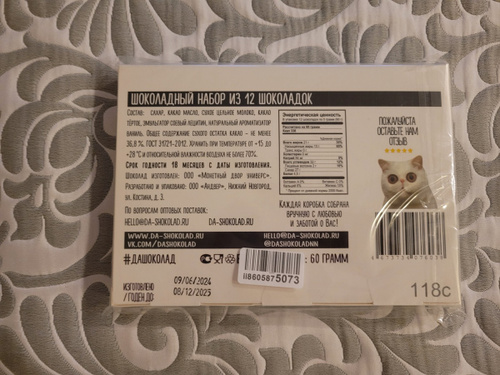 ШОКОЛАДНЫЙ НАБОР ИЗ 12 ШОКОЛАДОК
Состав: сахар, какао масло, сухое цельное молоко, какао
тёртое, эмульгатор соевый лецитин, натуральный ароматизатор
ваниль. Общее содержание сухого остатка какао – не менее
36,8 %. ГОСТ 31721-2012. Хранить при температуре от +15 до
+28 °С и относительной влажности воздуха не более 70%.
Срок годности 18 месяцев с даты изготовления.
Шоколад изготовлен: ООО «Монетный двор Универс».
Разработано и упаковано: ООО «Андвер», Нижний Новгород,
ул. Костина, д. 3.
По вопросам оптовых поставок:
HELLO@DA-SHOKOLAD.RU DA-SHOKOLAD.RU
WWW.DA-SHOKOLAD.RU
VK.COM/DASHOKOLAD
#ДАШОКОЛАД
Энергетическая ценность
Каждая коробка собрана
вручную с любовью
и заботой о Вас!
HELLO@DA-SHOKOLAD.RU
@DASHOKOLADNN
: 60 ГРАММ
ПОЖАЛУЙСТА
ОСТАВЬТЕ НАМ
ОТЗЫВ
ИЗГОТОВЛЕНО 09/06/2024
/ГОДЕН ДО: 08/12/2025
118605875073
118с